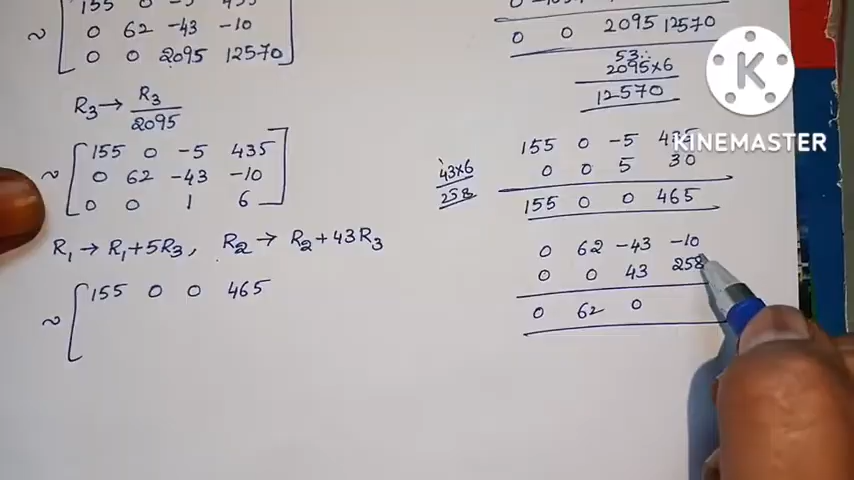 155 0 -5 435
~ 0 62 -43 -10
0 0 2095 12570
R3 → R3/2095
~ 155 0 -5 435
0 62 -43 -10
0 0 1 6
R1 → R1+5R3, R2 → R2+43R3
~ 155 0 0 465
0 0 2095 12570
53
2095×6
12570
43×6
258
155 0 -5 435
0 0 5 30
155 0 0 465
0 62 -43 -10
0 0 43 258
0 62 0
K
KINEMASTER